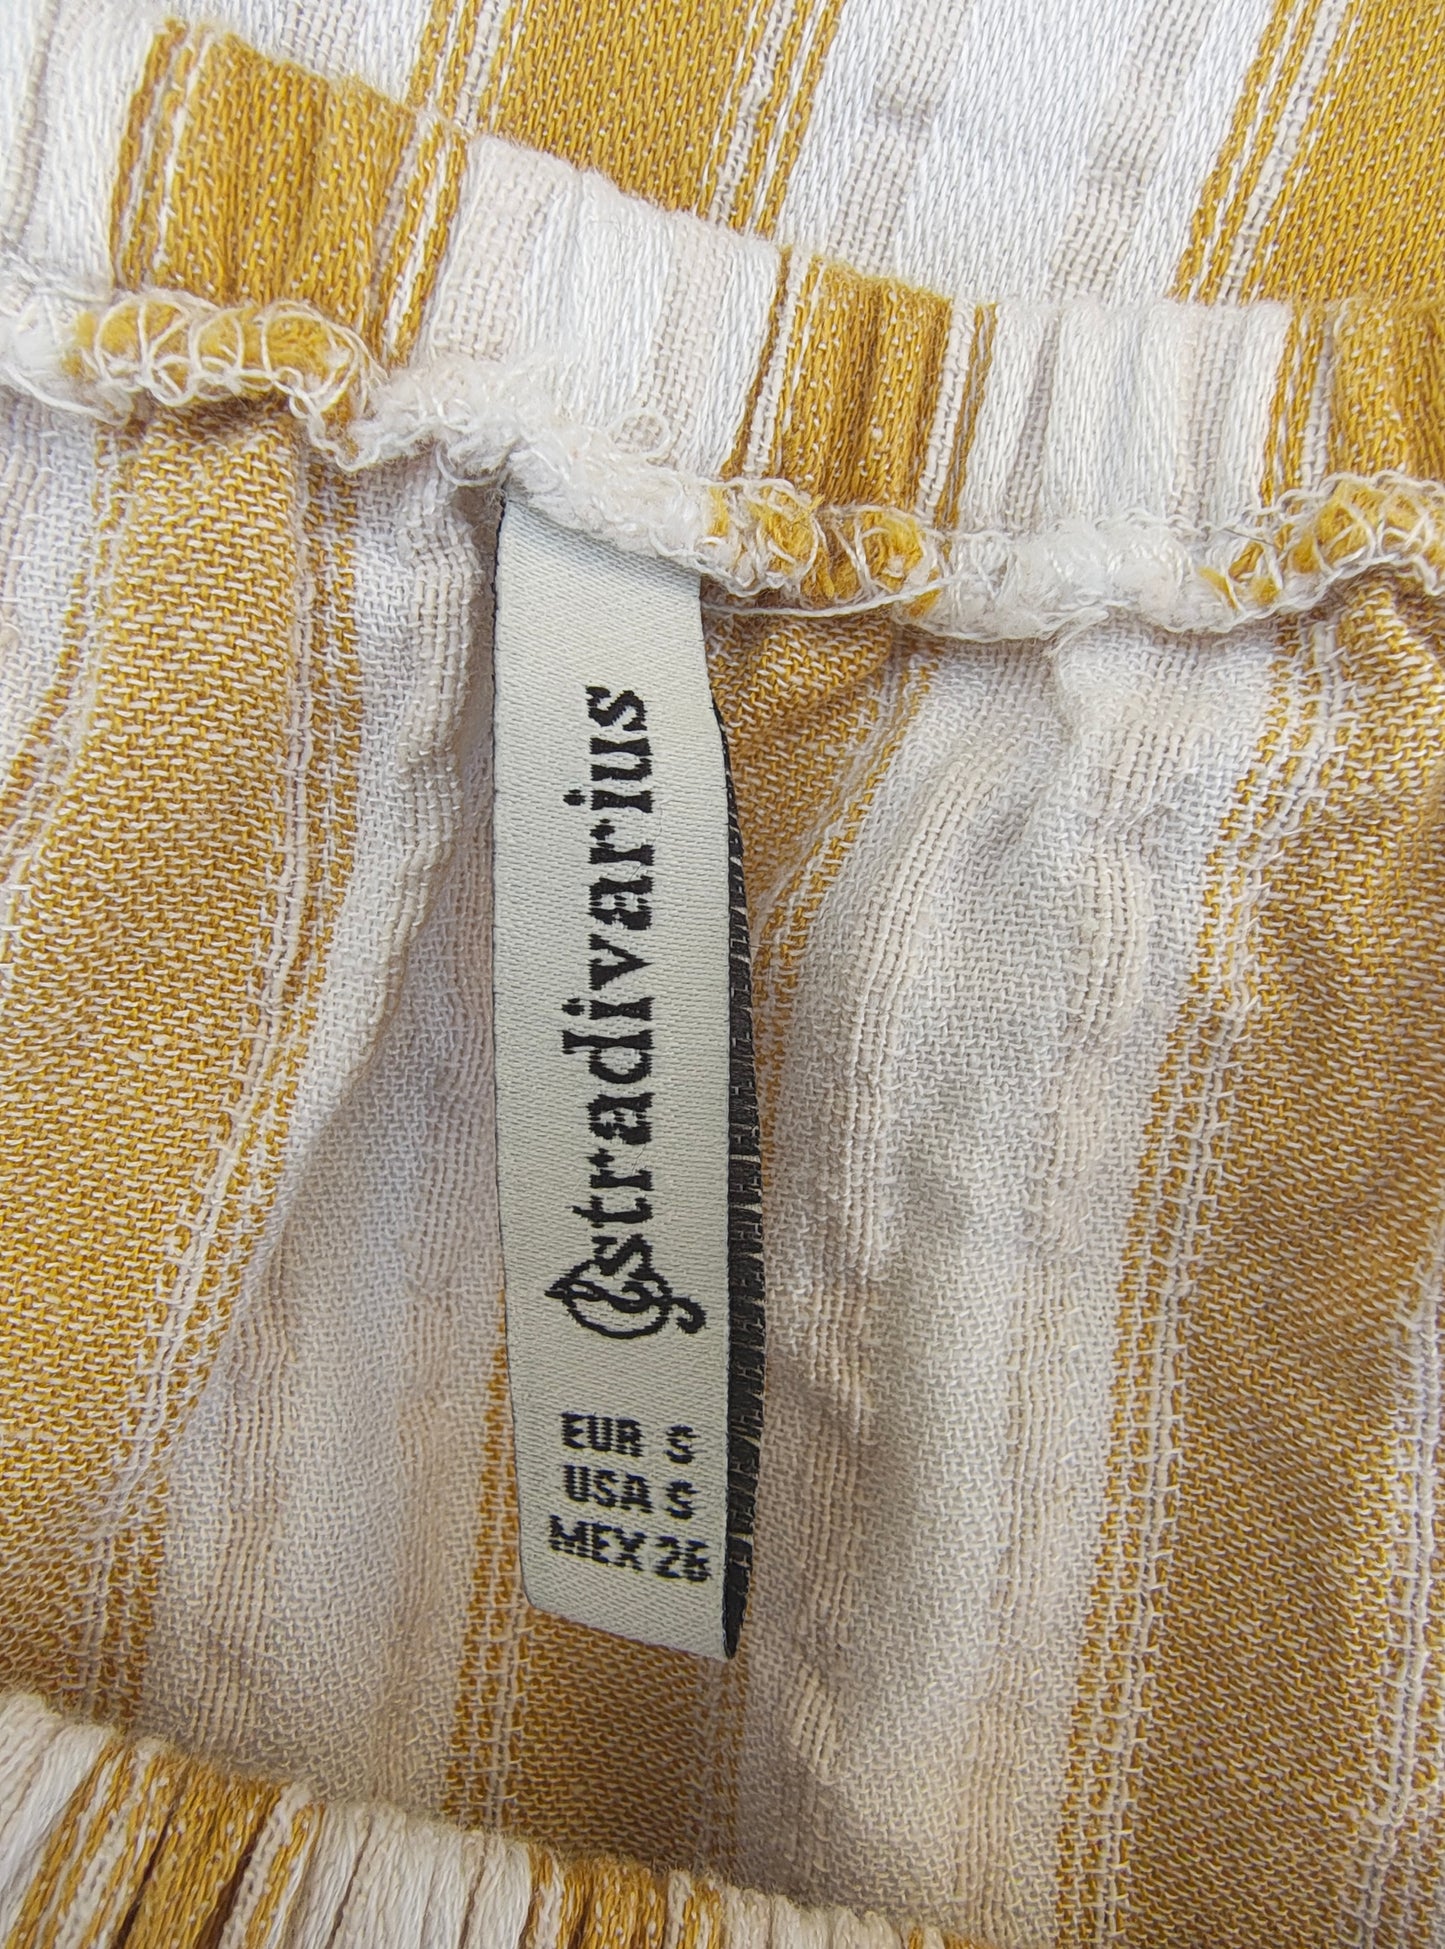 stradivarius
EUR S
USA S
MEX 26